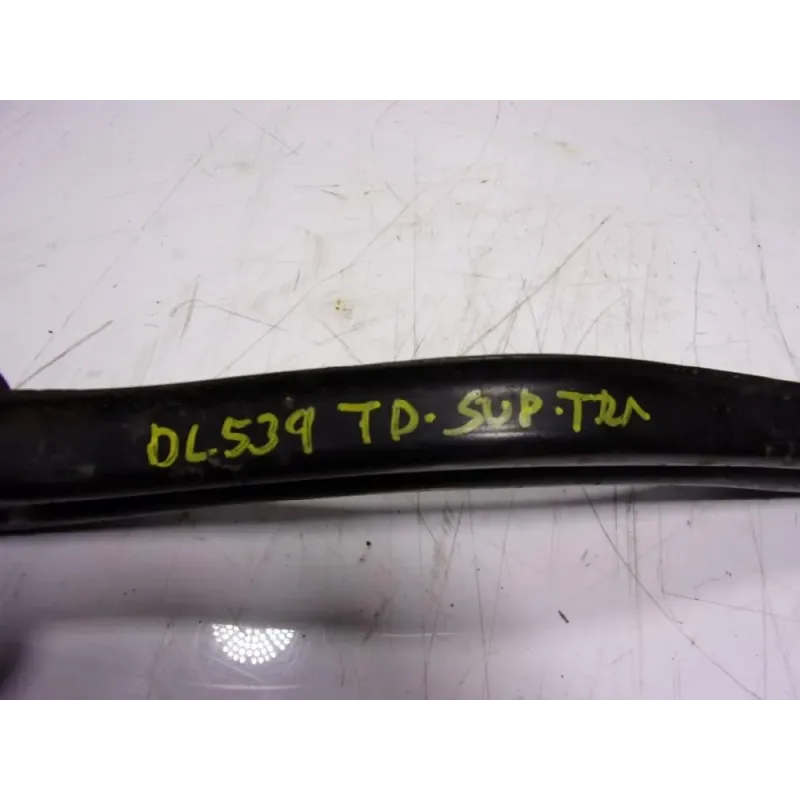 DL539 TD. SUP. TRA